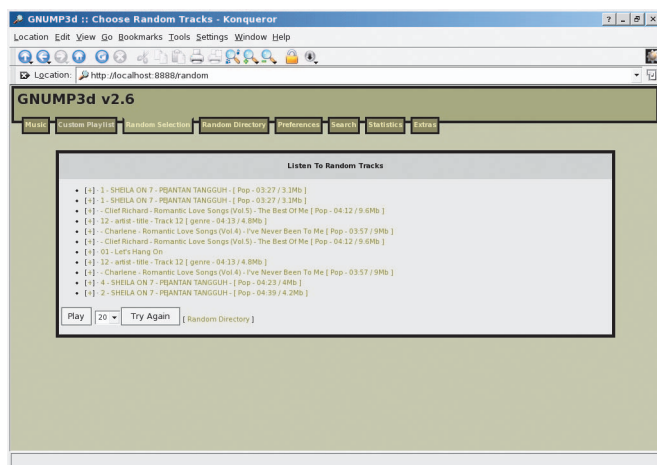 GNUMP3d :: Choose Random Tracks - Konqueror
Location Edit View Go Bookmarks Tools Settings Window Help
Location: http://localhost:8888/random
GNUMP3d v2.6
Music Custom Playlist Random Selection Random Directory Preferences Search Statistics Extras
Listen To Random Tracks
[+] - 1 - SHEILA ON 7 - PEJANTAN TANGGUH - [ Pop - 03:27 / 3.1Mb ]
[+] - 1 - SHEILA ON 7 - PEJANTAN TANGGUH - [ Pop - 03:27 / 3.1Mb ]
[+] - - Clief Richard - Romantic Love Songs (Vol.5) - The Best Of Me [ Pop - 04:12 / 9.6Mb ]
[+] - 12 - artist - title - Track 12 [ genre - 04:13 / 4.8Mb ]
[+] - - Charlene - Romantic Love Songs (Vol.4) - I've Never Been To Me [ Pop - 03:57 / 9Mb ]
[+] - - Clief Richard - Romantic Love Songs (Vol.5) - The Best Of Me [ Pop - 04:12 / 9.6Mb ]
[+] - 01 - Let's Hang On
[+] - 12 - artist - title - Track 12 [ genre - 04:13 / 4.8Mb ]
[+] - - Charlene - Romantic Love Songs (Vol.4) - I've Never Been To Me [ Pop - 03:57 / 9Mb ]
[+] - 4 - SHEILA ON 7 - PEJANTAN TANGGUH - [ Pop - 04:23 / 4Mb ]
[+] - 2 - SHEILA ON 7 - PEJANTAN TANGGUH - [ Pop - 04:39 / 4.2Mb ]
Play 20 Try Again [ Random Directory ]